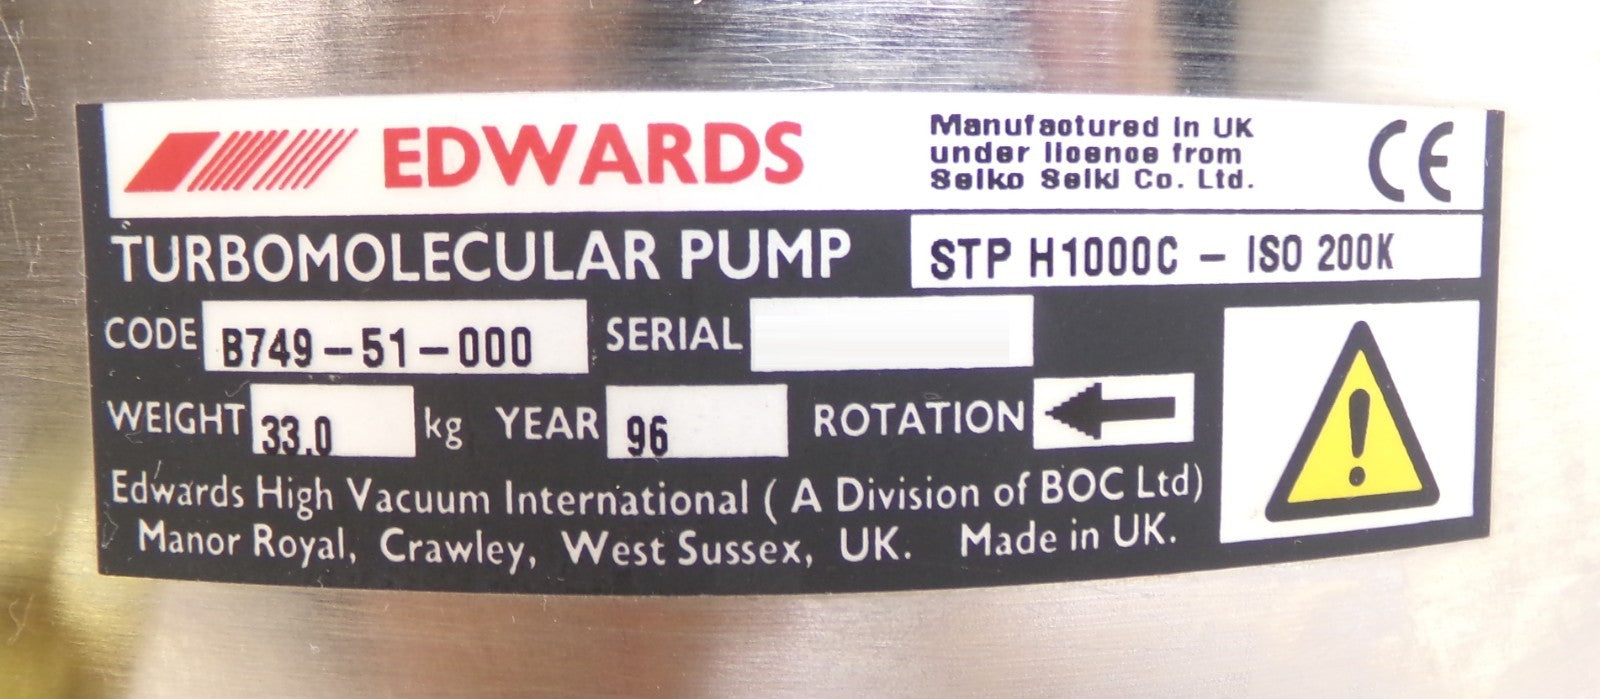 EDWARDS
Manufactured in UK
under licence from
Seiko Seiki Co. Ltd.
CE
TURBOMOLECULAR PUMP STP H1000C - ISO 200K
CODE B749-51-000 SERIAL
WEIGHT 33.0 kg YEAR 96 ROTATION
Edwards High Vacuum International ( A Division of BOC Ltd)
Manor Royal, Crawley, West Sussex, UK. Made in UK.